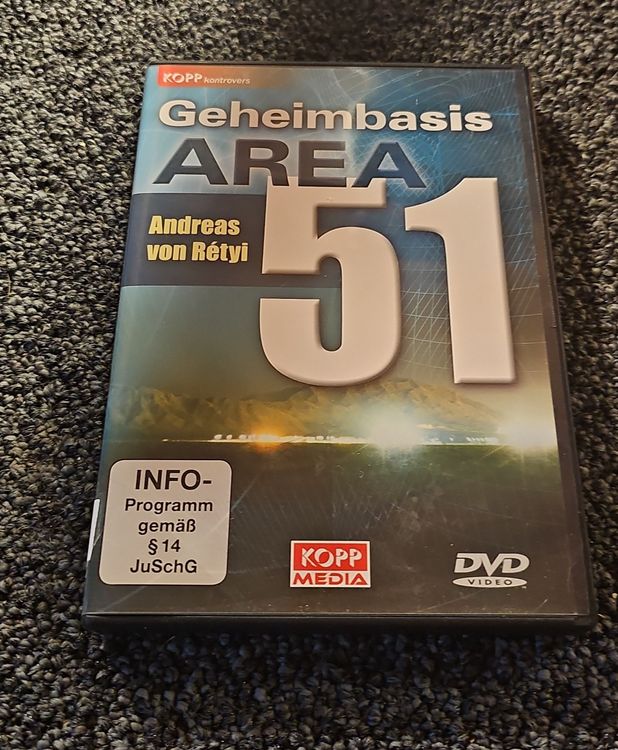 KOPP kontrovers
Geheimbasis
AREA
51
Andreas
von Rétyi
INFO-
Programm
gemäß
§ 14
JuSchG
KOPP
MEDIA
DVD
VIDEO